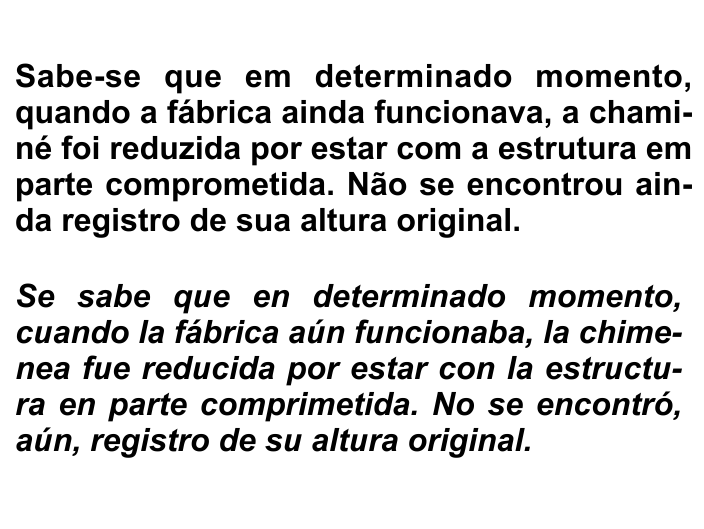 Sabe-se que em determinado momento,
quando a fábrica ainda funcionava, a chami-
né foi reduzida por estar com a estrutura em
parte comprometida. Não se encontrou ain-
da registro de sua altura original.
Se sabe que en determinado momento,
cuando la fábrica aún funcionaba, la chime-
nea fue reducida por estar con la estructu-
ra en parte comprimetida. No se encontró,
aún, registro de su altura original.